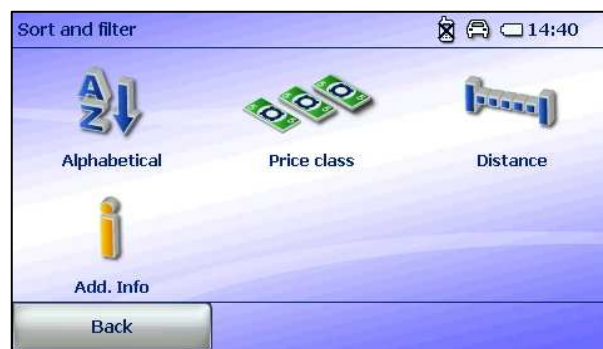 Sort and filter 14:40
A
Z
Alphabetical Price class Distance
Add. Info
Back